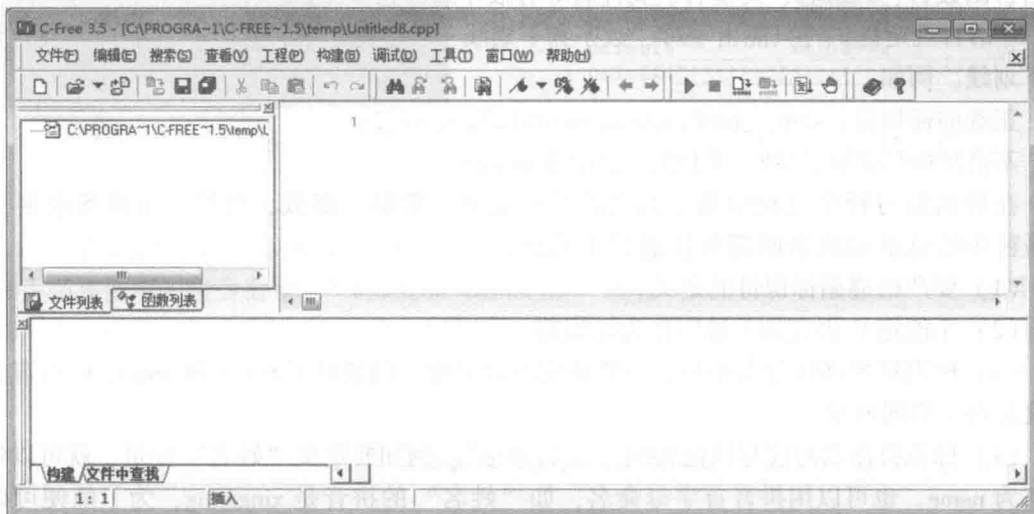 C-Free 3.5 - [C:\PROGRA~1\C-FREE~1.5\temp\Untitled8.cpp]
文件(F) 编辑(E) 搜索(S) 查看(V) 工程(P) 构建(B) 调试(D) 工具(T) 窗口(W) 帮助(H)
C:\PROGRA~1\C-FREE~1.5\temp\L
1
文件列表 函数列表
构建 文件中查找
1: 1 插入